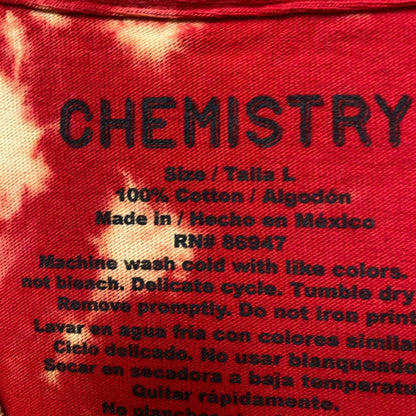 CHEMISTRY
Size / Talla L
100% Cotton / Algodón
Made in / Hecho en México
RN# 86947
Machine wash cold with like colors.
not bleach. Delicate cycle. Tumble dry
Remove promptly. Do not iron print
Lavar en agua fria con colores simila
Ciclo delicado. No usar blanqueado
Secar en secadora a baja temperatu
Quitar rápidamente.
No planchar